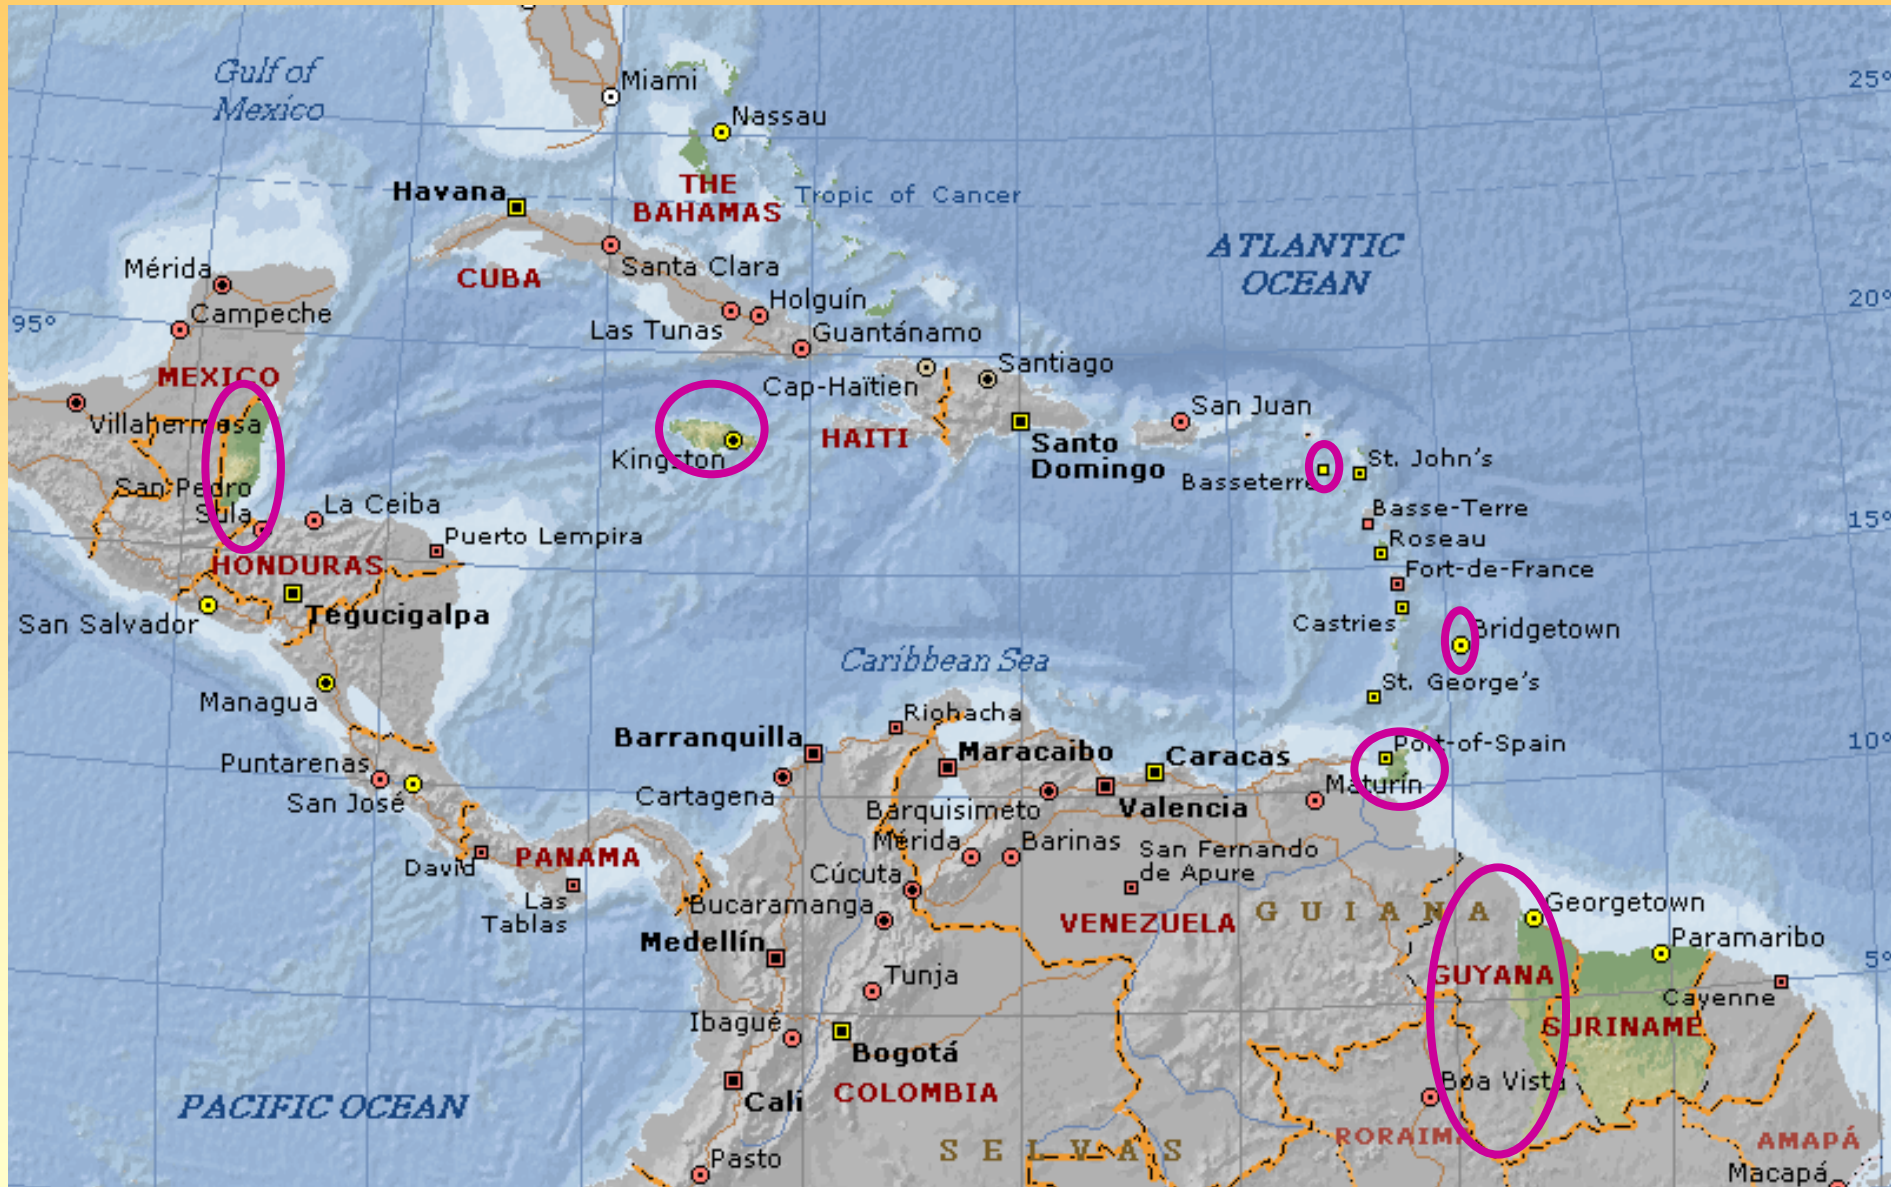 Gulf of
Mexico
Miami
25°
Nassau
Havana
THE
BAHAMAS
Tropic of Cancer
ATLANTIC
OCEAN
Mérida
CUBA
Santa Clara
Campeche
Holguín
20°
95°
Las Tunas
Guantánamo
MEXICO
Cap-Haïtien
Santiago
San Juan
Villahermosa
HAITI
Santo
Domingo
Kingston
St. John's
Basseterre
San Pedro
Sula
La Ceiba
Basse-Terre
15°
Puerto Lempira
Roseau
HONDURAS
Fort-de-France
Tegucigalpa
San Salvador
Castries
Bridgetown
Caribbean Sea
St. George's
Managua
Riohacha
Barranquilla
Maracaibo
Caracas
Port-of-Spain
10°
Puntarenas
San José
Cartagena
Maturín
Barquisimeto
Valencia
Mérida
Barinas
San Fernando
de Apure
PANAMA
David
Cúcuta
Las
Tablas
Bucaramanga
VENEZUELA
GUIANA
Georgetown
Medellín
Paramaribo
Tunja
GUYANA
5°
Cayenne
Ibagué
SURINAME
Bogotá
Boa Vista
Cali
COLOMBIA
PACIFIC OCEAN
SELVAS
RORAIMA
AMAPÁ
Pasto
Macapá